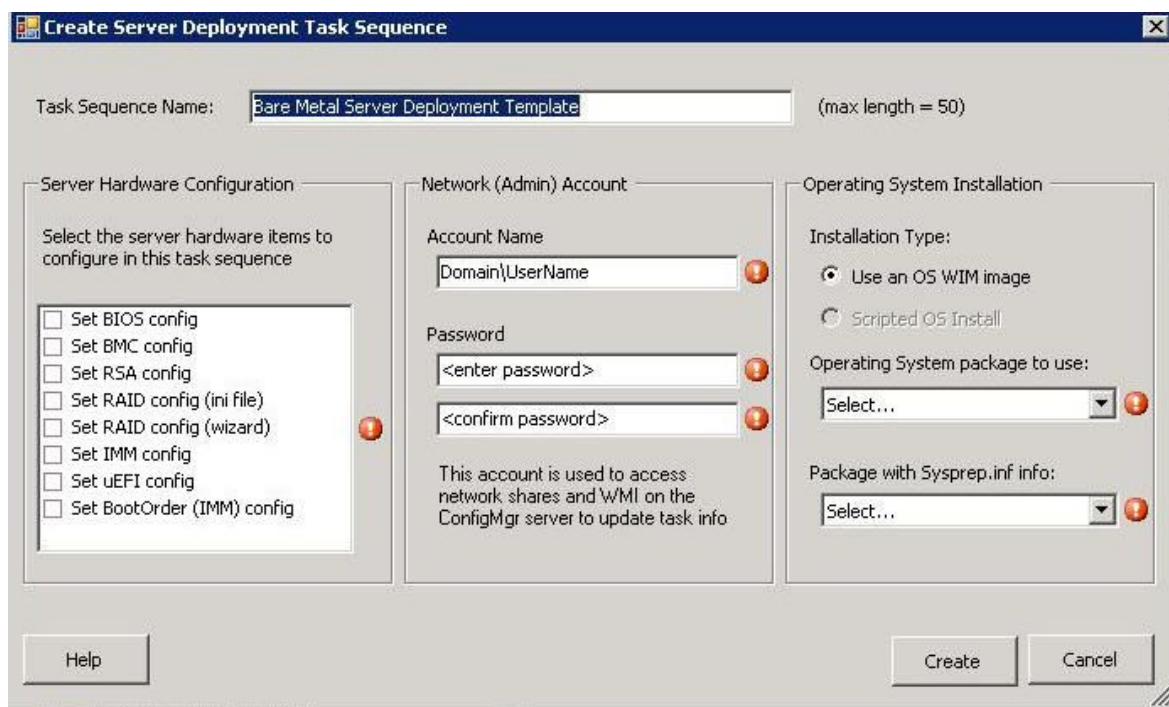 Create Server Deployment Task Sequence
Task Sequence Name:
Bare Metal Server Deployment Template
(max length = 50)
Server Hardware Configuration
Select the server hardware items to
configure in this task sequence
Set BIOS config
Set BMC config
Set RSA config
Set RAID config (ini file)
Set RAID config (wizard)
Set IMM config
Set uEFI config
Set BootOrder (IMM) config
Network (Admin) Account
Account Name
Domain\UserName
Password
<enter password>
<confirm password>
This account is used to access
network shares and WMI on the
ConfigMgr server to update task info
Operating System Installation
Installation Type:
Use an OS WIM image
Scripted OS Install
Operating System package to use:
Select...
Package with Sysprep.inf info:
Select...
Help
Create
Cancel